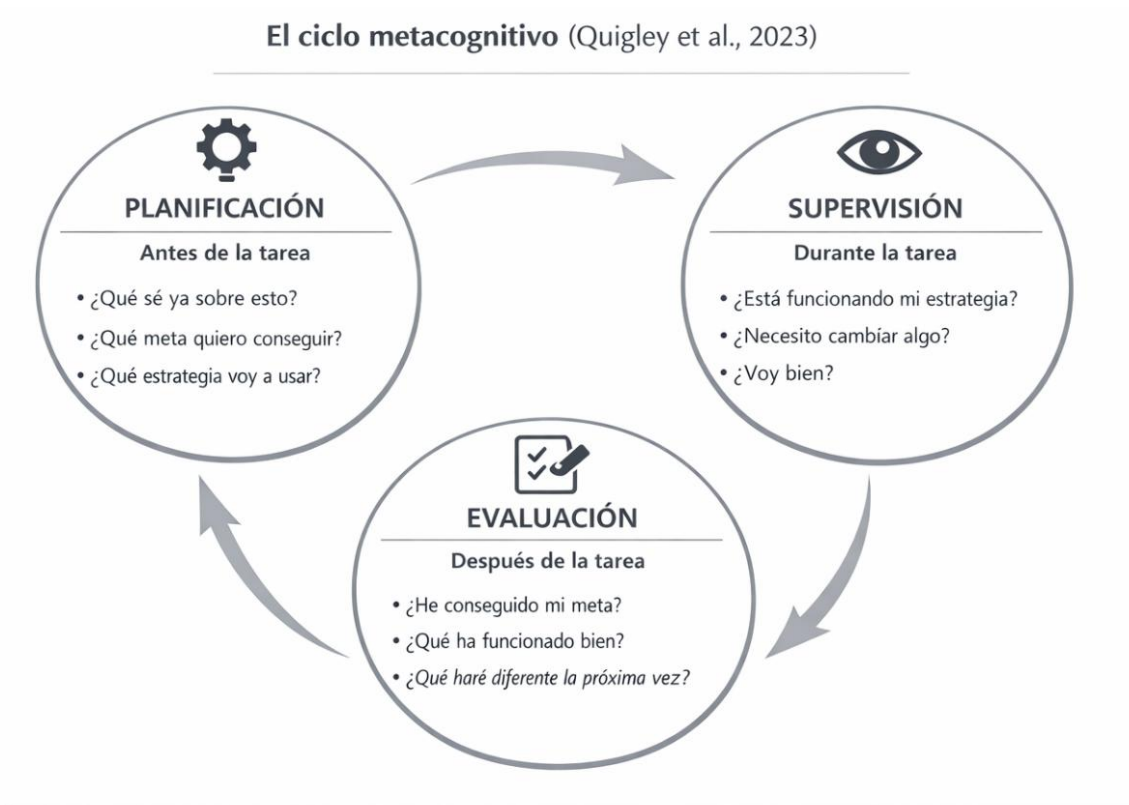 El ciclo metacognitivo (Quigley et al., 2023)
PLANIFICACIÓN
Antes de la tarea
• ¿Qué sé ya sobre esto?
• ¿Qué meta quiero conseguir?
• ¿Qué estrategia voy a usar?
SUPERVISIÓN
Durante la tarea
• ¿Está funcionando mi estrategia?
• ¿Necesito cambíar algo?
• ¿Voy bien?
EVALUACIÓN
Después de la tarea
• ¿He conseguido mi meta?
• ¿Qué ha funcionado bien?
• ¿Qué haré diferente la próxima vez?